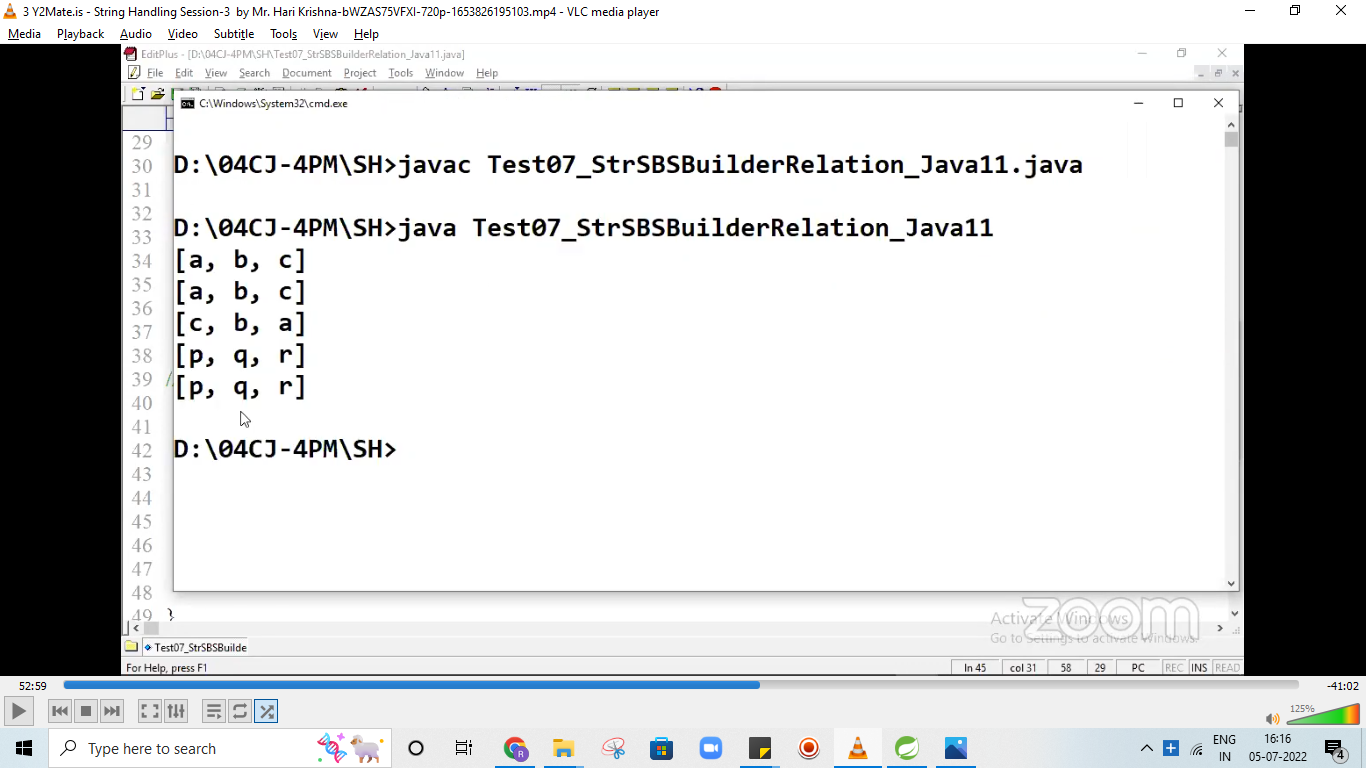 3 Y2Mate.is - String Handling Session-3  by Mr. Hari Krishna-bWZAS75VFXI-720p-1653826195103.mp4 - VLC media player
Media Playback Audio Video Subtitle Tools View Help
EditPlus - [D:\04CJ-4PM\SH\Test07_StrSBSBuilderRelation_Java11.java]
File Edit View Search Document Project Tools Window Help
C:\Windows\System32\cmd.exe
29
30 D:\04CJ-4PM\SH>javac Test07_StrSBSBuilderRelation_Java11.java
31
32
33 D:\04CJ-4PM\SH>java Test07_StrSBSBuilderRelation_Java11
34 [a, b, c]
35 [a, b, c]
36
37 [c, b, a]
38 [p, q, r]
39 // [p, q, r]
40
41
42 D:\04CJ-4PM\SH>
43
44
45
46
47
48
49 }
zoom
Activate Windows
Go to Settings to activate Windows.
Test07_StrSBSBuilde
For Help, press F1 ln 45 col 31 58 29 PC REC INS READ
52:59 -41:02
125%
Type here to search
ENG
IN
16:16
05-07-2022
4